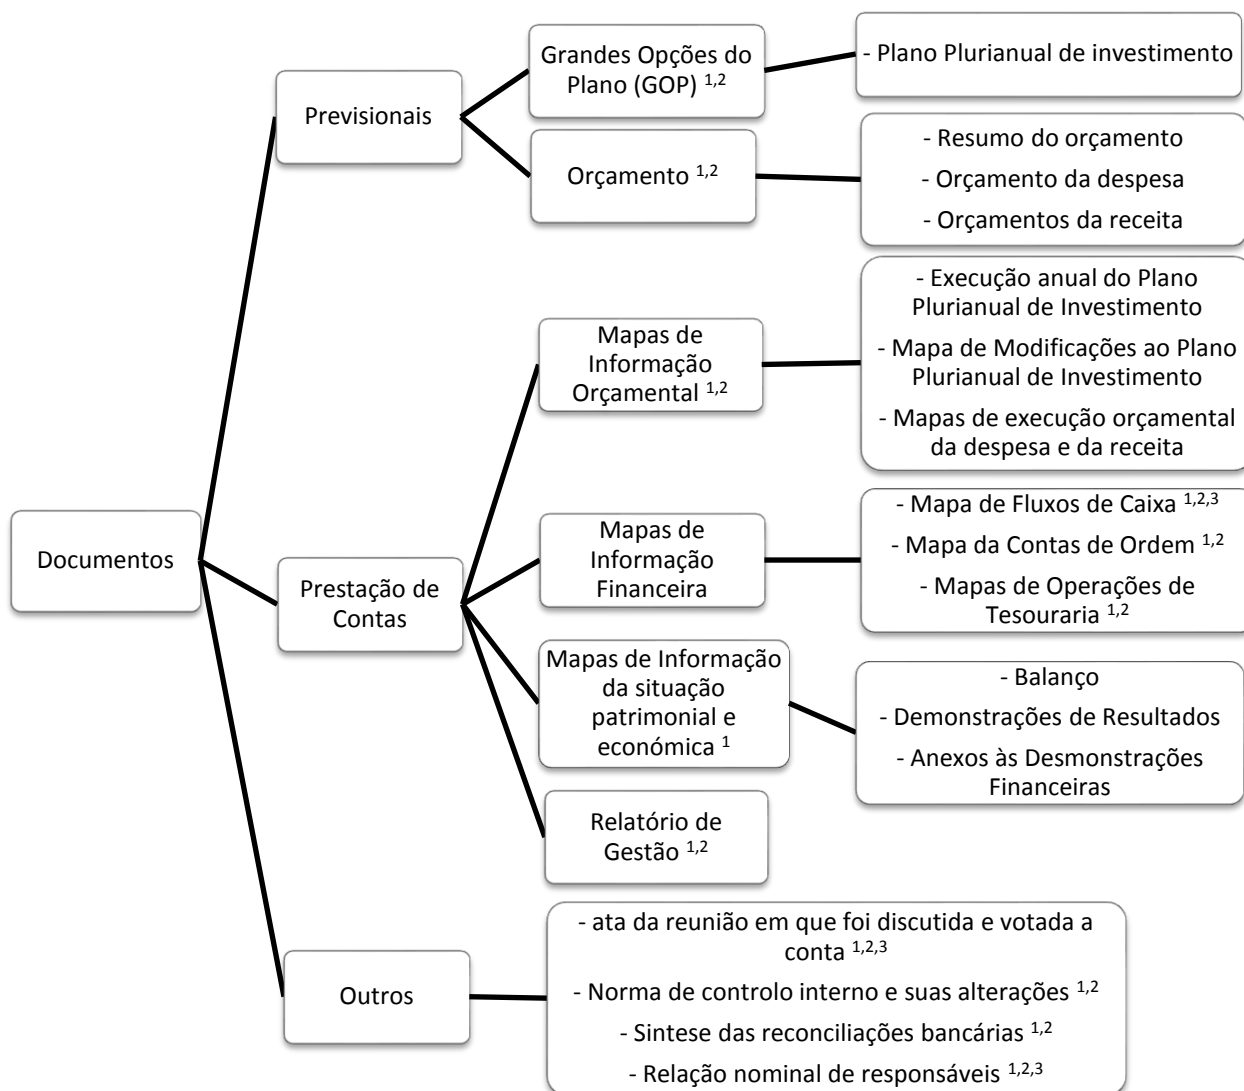 Documentos
Previsionais
Grandes Opções do
Plano (GOP) 1,2
- Plano Plurianual de investimento
Orçamento 1,2
- Resumo do orçamento
- Orçamento da despesa
- Orçamentos da receita
Prestação de
Contas
Mapas de
Informação
Orçamental 1,2
- Execução anual do Plano
Plurianual de Investimento
- Mapa de Modificações ao Plano
Plurianual de Investimento
- Mapas de execução orçamental
da despesa e da receita
Mapas de
Informação
Financeira
- Mapa de Fluxos de Caixa 1,2,3
- Mapa da Contas de Ordem 1,2
- Mapas de Operações de
Tesouraria 1,2
Mapas de Informação
da situação
patrimonial e
económica 1
- Balanço
- Demonstrações de Resultados
- Anexos às Desmonstrações
Financeiras
Relatório de
Gestão 1,2
Outros
- ata da reunião em que foi discutida e votada a
conta 1,2,3
- Norma de controlo interno e suas alterações 1,2
- Sintese das reconciliações bancárias 1,2
- Relação nominal de responsáveis 1,2,3